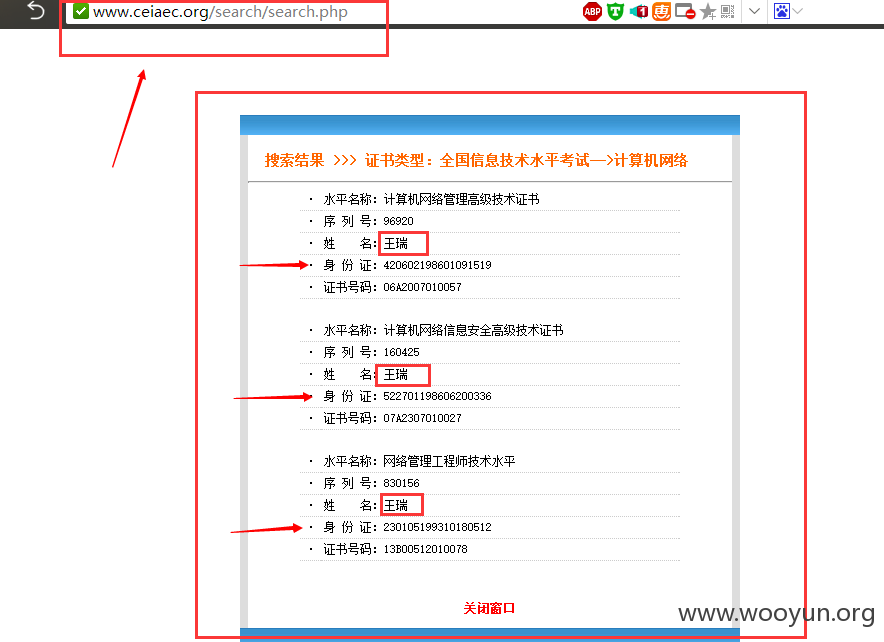 www.ceiaec.org/search/search.php
ABP
搜索结果 >>> 证书类型：全国信息技术水平考试—>计算机网络
· 水平名称：计算机网络管理高级技术证书
· 序 列 号：96920
· 姓 名：王瑞
· 身 份 证：420602198601091519
· 证书号码：06A2007010057
· 水平名称：计算机网络信息安全高级技术证书
· 序 列 号：160425
· 姓 名：王瑞
· 身 份 证：522701198606200336
· 证书号码：07A2307010027
· 水平名称：网络管理工程师技术水平
· 序 列 号：830156
· 姓 名：王瑞
· 身 份 证：230105199310180512
· 证书号码：13B00512010078
关闭窗口
www.wooyun.org